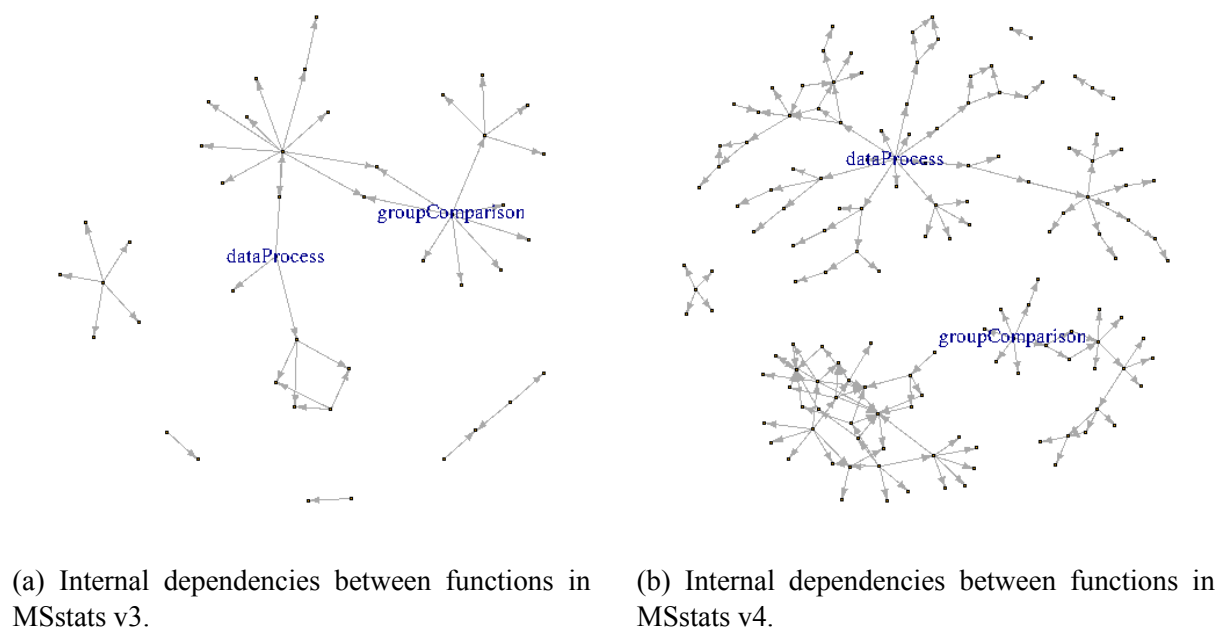 groupComparison
dataProcess
dataProcess
groupComparison
(a) Internal dependencies between functions in
MSstats v3.
(b) Internal dependencies between functions in
MSstats v4.